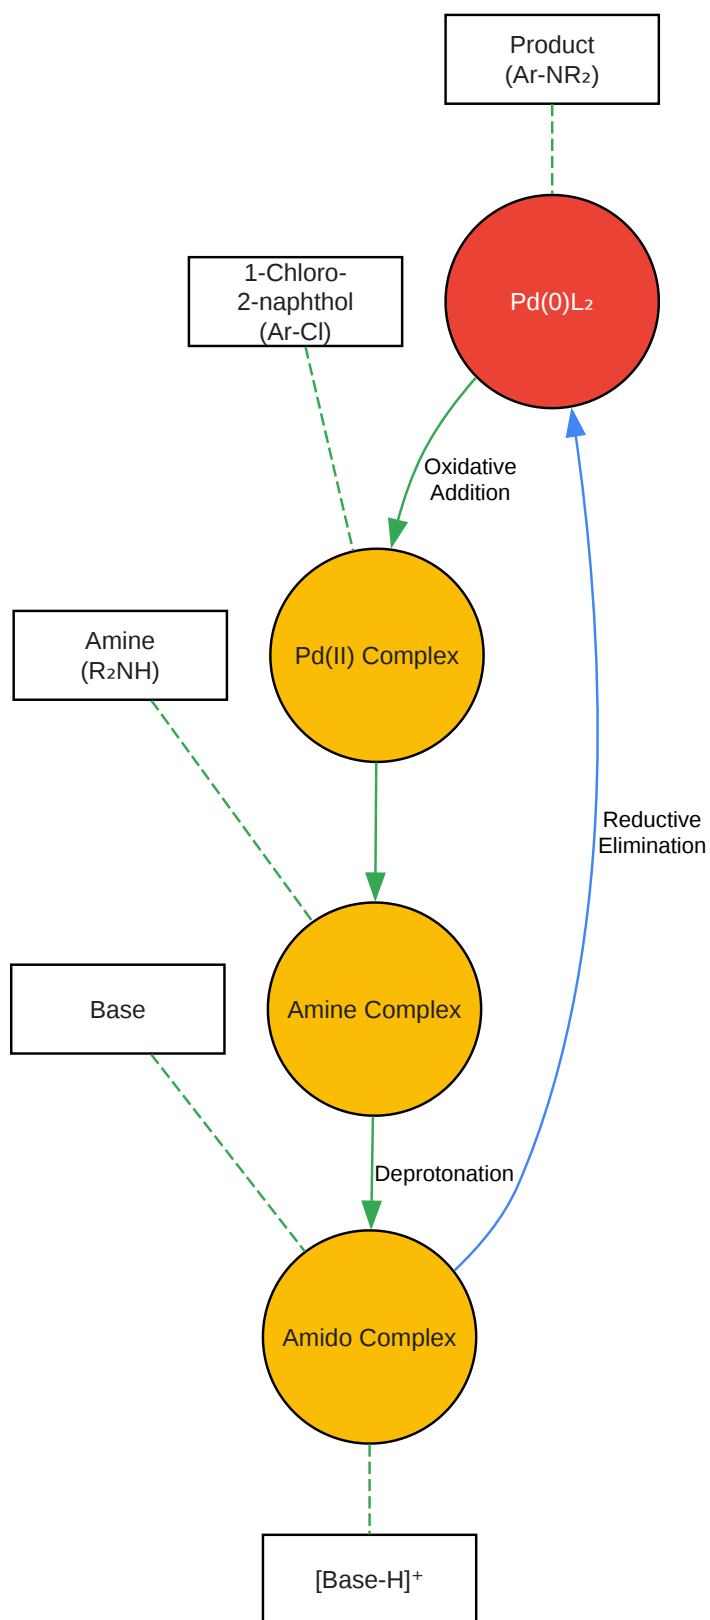 Product
(Ar-NR₂)
1-Chloro-
2-naphthol
(Ar-Cl)
Pd(0)L₂
Oxidative
Addition
Amine
(R₂NH)
Pd(II) Complex
Reductive
Elimination
Base
Amine Complex
Deprotonation
Amido Complex
[Base-H]⁺